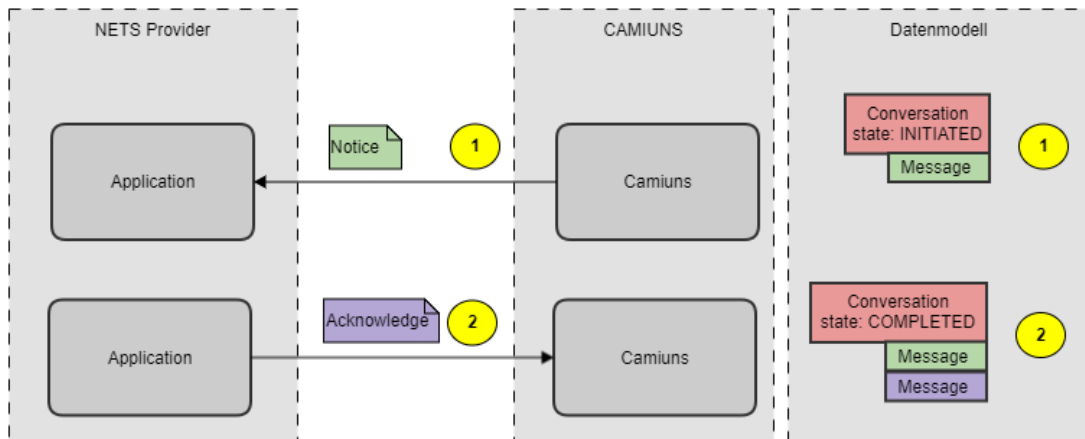 NETS Provider
CAMIUNS
Datenmodell
Application
Notice
1
Camiuns
Conversation
state: INITIATED
Message
1
Application
Acknowledge
2
Camiuns
Conversation
state: COMPLETED
Message
Message
2